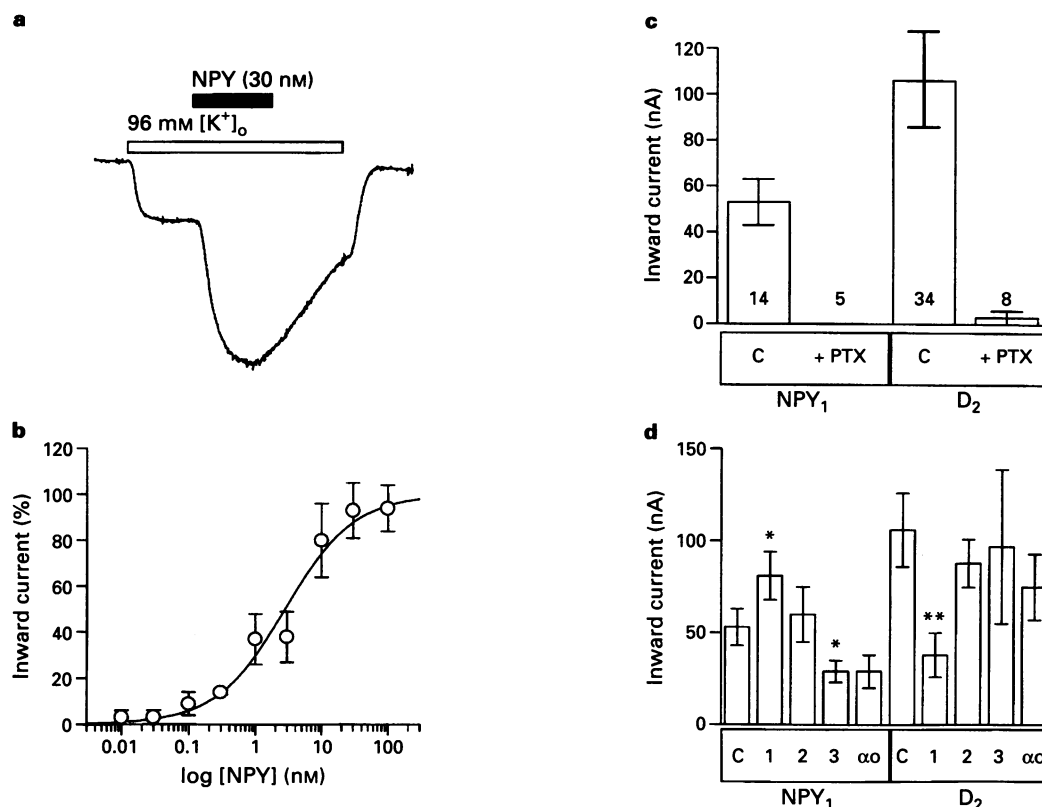 a
NPY (30 nM)
96 mM [K+]o
b
Inward current (%)
120
100
80
60
40
20
0
0.01 0.1 1 10 100
log [NPY] (nM)
c
Inward current (nA)
120
100
80
60
40
20
0
14 5 34 8
C + PTX C + PTX
NPY1 D2
d
Inward current (nA)
150
100
50
0
* * **
C 1 2 3 αo C 1 2 3 αo
NPY1 D2